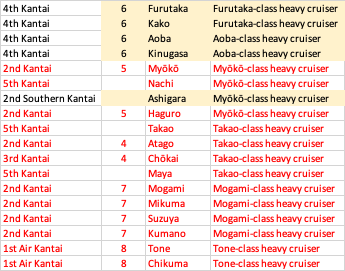 4th Kantai 6 Furutaka Furutaka-class heavy cruiser
4th Kantai 6 Kako Furutaka-class heavy cruiser
4th Kantai 6 Aoba Aoba-class heavy cruiser
4th Kantai 6 Kinugasa Aoba-class heavy cruiser
2nd Kantai 5 Myōkō Myōkō-class heavy cruiser
5th Kantai Nachi Myōkō-class heavy cruiser
2nd Southern Kantai Ashigara Myōkō-class heavy cruiser
2nd Kantai 5 Haguro Myōkō-class heavy cruiser
5th Kantai Takao Takao-class heavy cruiser
2nd Kantai 4 Atago Takao-class heavy cruiser
3rd Kantai 4 Chōkai Takao-class heavy cruiser
5th Kantai Maya Takao-class heavy cruiser
2nd Kantai 7 Mogami Mogami-class heavy cruiser
2nd Kantai 7 Mikuma Mogami-class heavy cruiser
2nd Kantai 7 Suzuya Mogami-class heavy cruiser
2nd Kantai 7 Kumano Mogami-class heavy cruiser
1st Air Kantai 8 Tone Tone-class heavy cruiser
1st Air Kantai 8 Chikuma Tone-class heavy cruiser